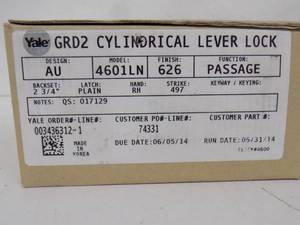 Yale GRD2 CYLINDRICAL LEVER LOCK
DESIGN: MODEL: FINISH: FUNCTION:
AU 4601LN 626 PASSAGE
BACKSET: LATCH: HAND: STRIKE: KEYWAY / KEYING:
2 3/4" PLAIN RH 497
NOTES: QS: 017129
YALE ORDER#-LINE#: CUSTOMER PO#-LINE#: CUSTOMER PART #:
003436312-1 74331
MADE IN DUE DATE: 06/05/14 RUN DATE: 05/31/14
KOREA